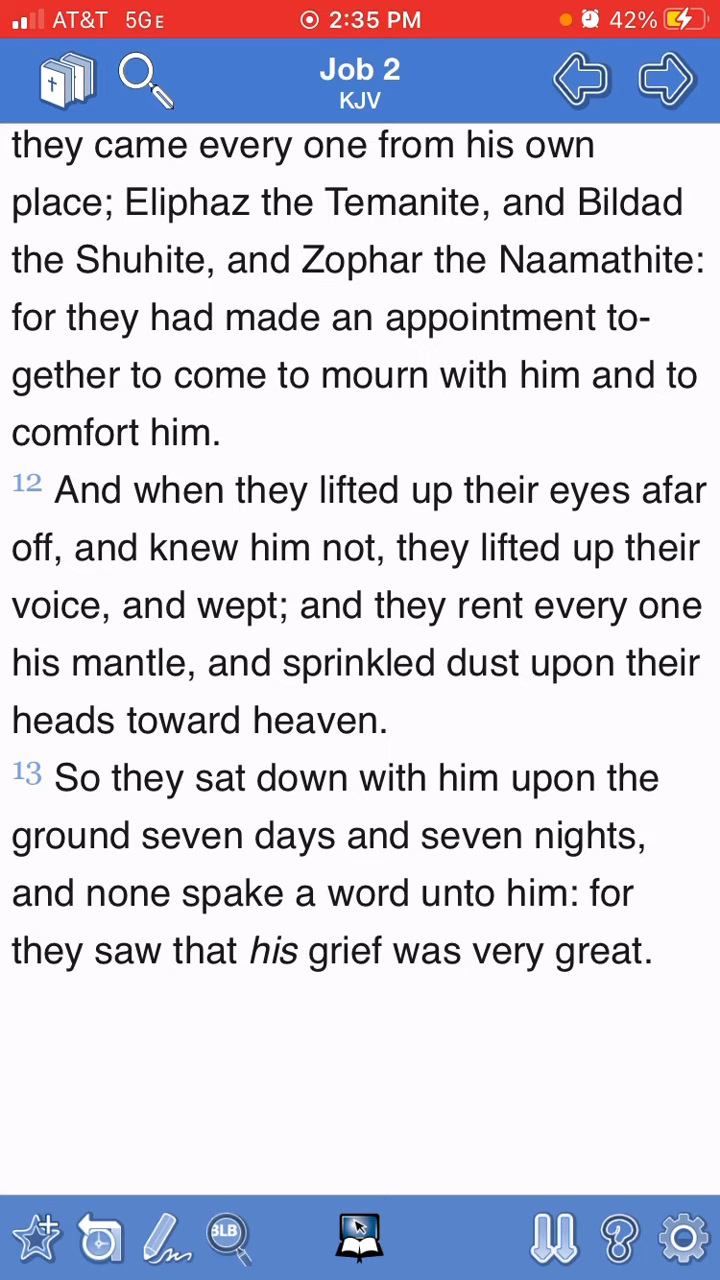 AT&T 5GE 2:35 PM 42%
Job 2
KJV
they came every one from his own
place; Eliphaz the Temanite, and Bildad
the Shuhite, and Zophar the Naamathite:
for they had made an appointment to-
gether to come to mourn with him and to
comfort him.
12 And when they lifted up their eyes afar
off, and knew him not, they lifted up their
voice, and wept; and they rent every one
his mantle, and sprinkled dust upon their
heads toward heaven.
13 So they sat down with him upon the
ground seven days and seven nights,
and none spake a word unto him: for
they saw that his grief was very great.
BLB ?